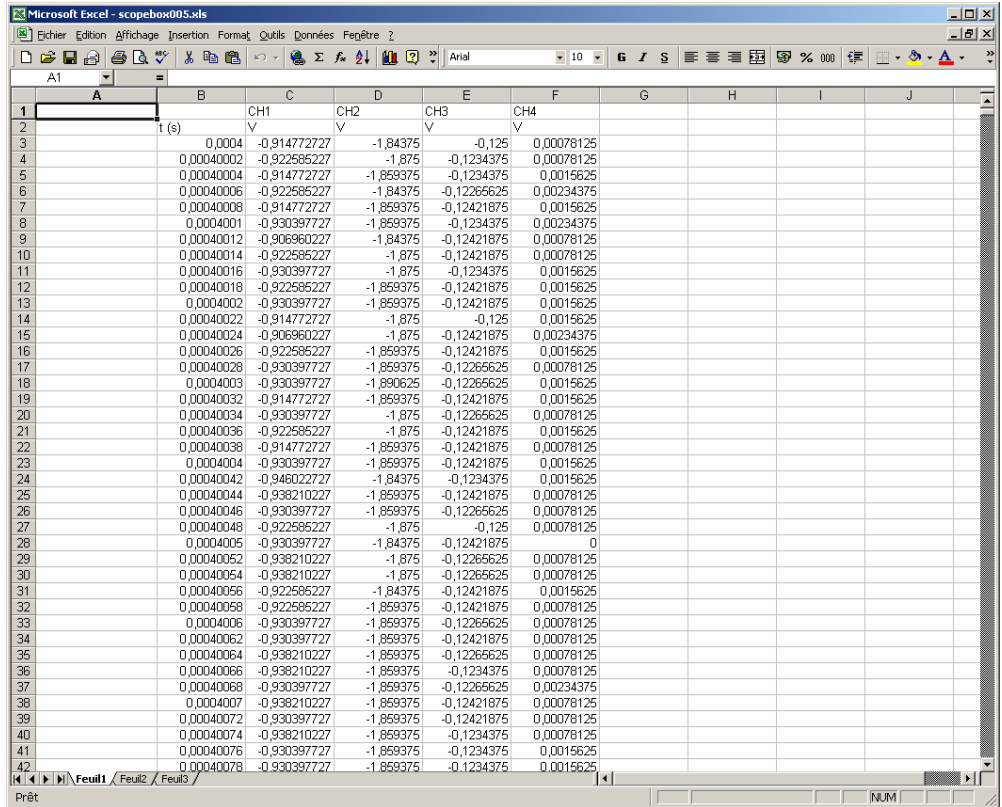 Microsoft Excel - scopebox005.xls
Fichier Edition Affichage Insertion Format Outils Données Fenêtre ?
Arial 10 G I S % 000
A1 =
A B C D E F G H I J
1 CH1 CH2 CH3 CH4
2 t (s) V V V V
3 0,0004 -0,914772727 -1,84375 -0,125 0,00078125
4 0,00040002 -0,922585227 -1,875 -0,1234375 0,00078125
5 0,00040004 -0,914772727 -1,859375 -0,1234375 0,0015625
6 0,00040006 -0,922585227 -1,84375 -0,12265625 0,00234375
7 0,00040008 -0,914772727 -1,859375 -0,12421875 0,0015625
8 0,0004001 -0,930397727 -1,859375 -0,1234375 0,00234375
9 0,00040012 -0,906960227 -1,84375 -0,12421875 0,00078125
10 0,00040014 -0,922585227 -1,875 -0,12421875 0,00078125
11 0,00040016 -0,930397727 -1,875 -0,1234375 0,0015625
12 0,00040018 -0,922585227 -1,859375 -0,12421875 0,0015625
13 0,0004002 -0,930397727 -1,859375 -0,12421875 0,0015625
14 0,00040022 -0,914772727 -1,875 -0,125 0,0015625
15 0,00040024 -0,906960227 -1,875 -0,12421875 0,00234375
16 0,00040026 -0,922585227 -1,859375 -0,12421875 0,0015625
17 0,00040028 -0,930397727 -1,859375 -0,12265625 0,00078125
18 0,0004003 -0,930397727 -1,890625 -0,12265625 0,0015625
19 0,00040032 -0,914772727 -1,859375 -0,12421875 0,0015625
20 0,00040034 -0,930397727 -1,875 -0,12265625 0,00078125
21 0,00040036 -0,922585227 -1,875 -0,12421875 0,0015625
22 0,00040038 -0,914772727 -1,859375 -0,12421875 0,00078125
23 0,0004004 -0,930397727 -1,859375 -0,12421875 0,0015625
24 0,00040042 -0,946022727 -1,84375 -0,1234375 0,0015625
25 0,00040044 -0,938210227 -1,859375 -0,12421875 0,00078125
26 0,00040046 -0,930397727 -1,859375 -0,12265625 0,00078125
27 0,00040048 -0,922585227 -1,875 -0,125 0,00078125
28 0,0004005 -0,930397727 -1,84375 -0,12421875 0
29 0,00040052 -0,938210227 -1,875 -0,12265625 0,00078125
30 0,00040054 -0,938210227 -1,875 -0,12265625 0,00078125
31 0,00040056 -0,922585227 -1,84375 -0,12421875 0,0015625
32 0,00040058 -0,922585227 -1,859375 -0,12421875 0,00078125
33 0,0004006 -0,930397727 -1,859375 -0,12265625 0,00078125
34 0,00040062 -0,930397727 -1,859375 -0,12421875 0,00078125
35 0,00040064 -0,938210227 -1,859375 -0,12265625 0,00078125
36 0,00040066 -0,938210227 -1,859375 -0,1234375 0,00078125
37 0,00040068 -0,930397727 -1,859375 -0,12265625 0,00234375
38 0,0004007 -0,938210227 -1,859375 -0,12421875 0,00078125
39 0,00040072 -0,930397727 -1,859375 -0,12421875 0,00078125
40 0,00040074 -0,938210227 -1,859375 -0,1234375 0,00078125
41 0,00040076 -0,930397727 -1,859375 -0,1234375 0,0015625
42 0,00040078 -0,930397727 -1,859375 -0,1234375 0,0015625
Feuil1 Feuil2 Feuil3
Prêt NUM